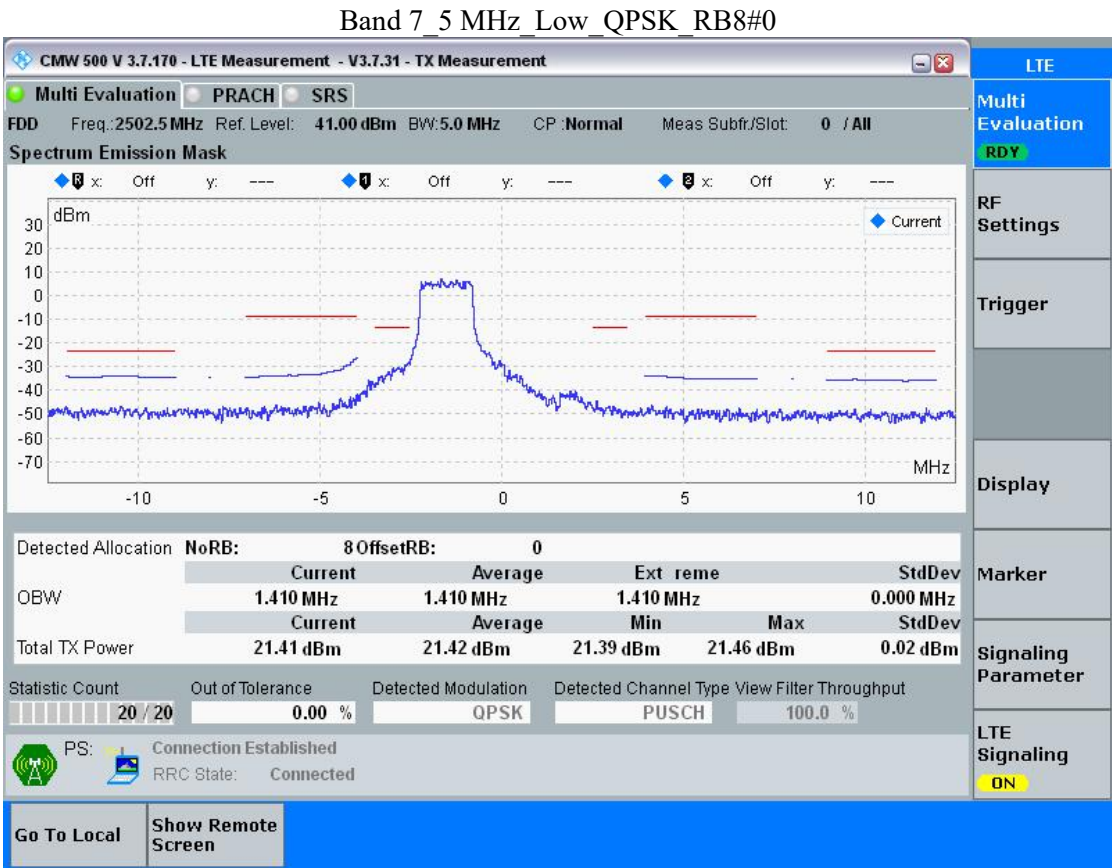 Band 7_5 MHz_Low_QPSK_RB8#0
CMW 500 V 3.7.170 - LTE Measurement - V3.7.31 - TX Measurement
LTE
Multi Evaluation PRACH SRS
Multi Evaluation
RDY
FDD Freq.:2502.5 MHz Ref. Level: 41.00 dBm BW:5.0 MHz CP :Normal Meas Subfr./Slot: 0 / All
Spectrum Emission Mask
R x: Off y: --- 1 x: Off y: --- 2 x: Off y: ---
dBm
Current
30
20
10
0
-10
-20
-30
-40
-50
-60
-70
MHz
-10 -5 0 5 10
RF Settings
Trigger
Display
Marker
Signaling Parameter
LTE Signaling
ON
Detected Allocation NoRB: 8 OffsetRB: 0
Current Average Ext reme StdDev
OBW 1.410 MHz 1.410 MHz 1.410 MHz 0.000 MHz
Current Average Min Max StdDev
Total TX Power 21.41 dBm 21.42 dBm 21.39 dBm 21.46 dBm 0.02 dBm
Statistic Count Out of Tolerance Detected Modulation Detected Channel Type View Filter Throughput
20 / 20 0.00 % QPSK PUSCH 100.0 %
PS: Connection Established
RRC State: Connected
Go To Local
Show Remote Screen